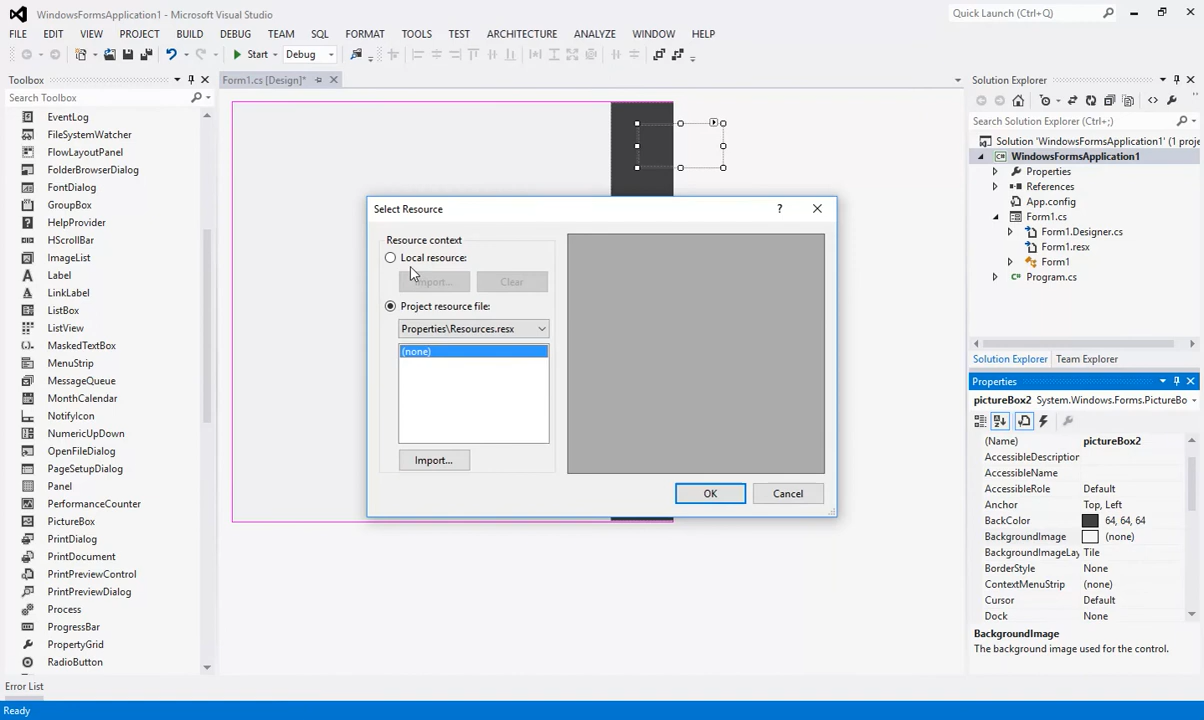 WindowsFormsApplication1 - Microsoft Visual Studio
Quick Launch (Ctrl+Q)
FILE EDIT VIEW PROJECT BUILD DEBUG TEAM SQL FORMAT TOOLS TEST ARCHITECTURE ANALYZE WINDOW HELP
Start Debug
Toolbox
Search Toolbox
EventLog
FileSystemWatcher
FlowLayoutPanel
FolderBrowserDialog
FontDialog
GroupBox
HelpProvider
HScrollBar
ImageList
Label
LinkLabel
ListBox
ListView
MaskedTextBox
MenuStrip
MessageQueue
MonthCalendar
NotifyIcon
NumericUpDown
OpenFileDialog
PageSetupDialog
Panel
PerformanceCounter
PictureBox
PrintDialog
PrintDocument
PrintPreviewControl
PrintPreviewDialog
Process
ProgressBar
PropertyGrid
RadioButton
Error List
Ready
Form1.cs [Design]*
Select Resource
?
Resource context
Local resource:
Import... Clear
Project resource file:
Properties\Resources.resx
(none)
Import...
OK Cancel
Solution Explorer
Search Solution Explorer (Ctrl+;)
Solution 'WindowsFormsApplication1' (1 proje
WindowsFormsApplication1
Properties
References
App.config
Form1.cs
Form1.Designer.cs
Form1.resx
Form1
Program.cs
Solution Explorer Team Explorer
Properties
pictureBox2 System.Windows.Forms.PictureBo
(Name) pictureBox2
AccessibleDescription
AccessibleName
AccessibleRole Default
Anchor Top, Left
BackColor 64, 64, 64
BackgroundImage (none)
BackgroundImageLay Tile
BorderStyle None
ContextMenuStrip (none)
Cursor Default
Dock None
BackgroundImage
The background image used for the control.